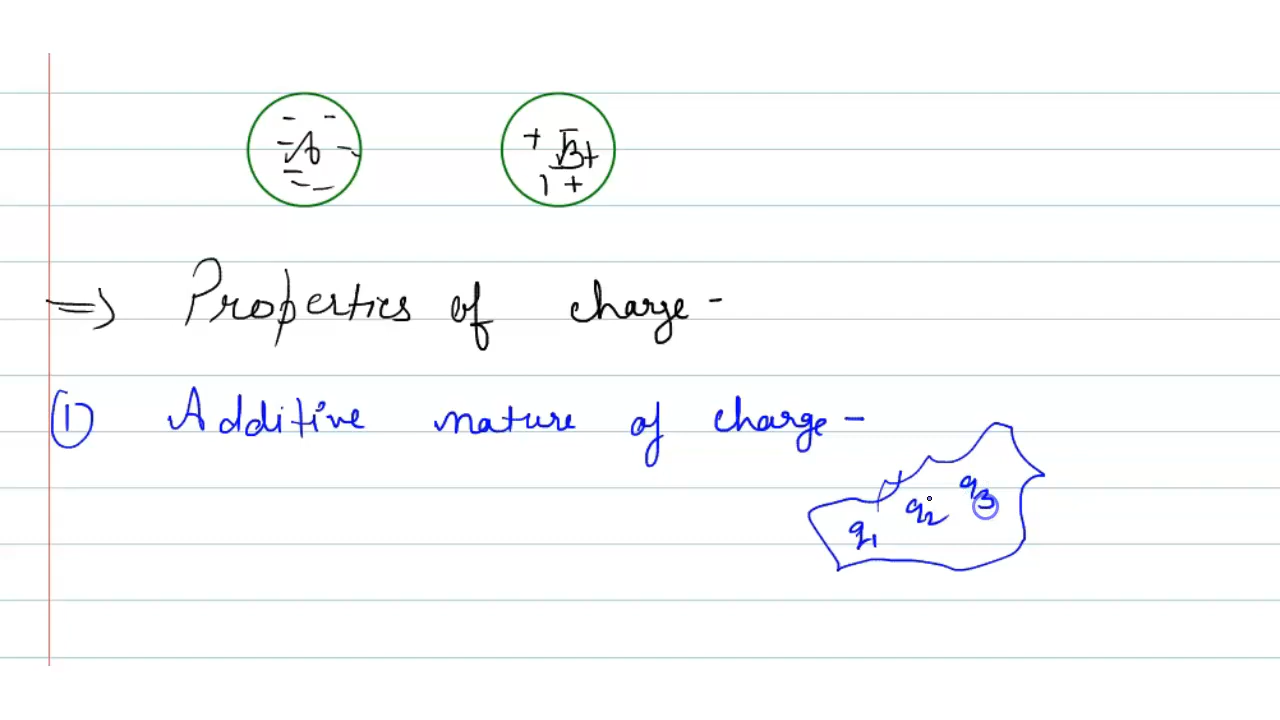 A B
⇒ Properties of charge -
① Additive nature of charge -
q1 q2 q3